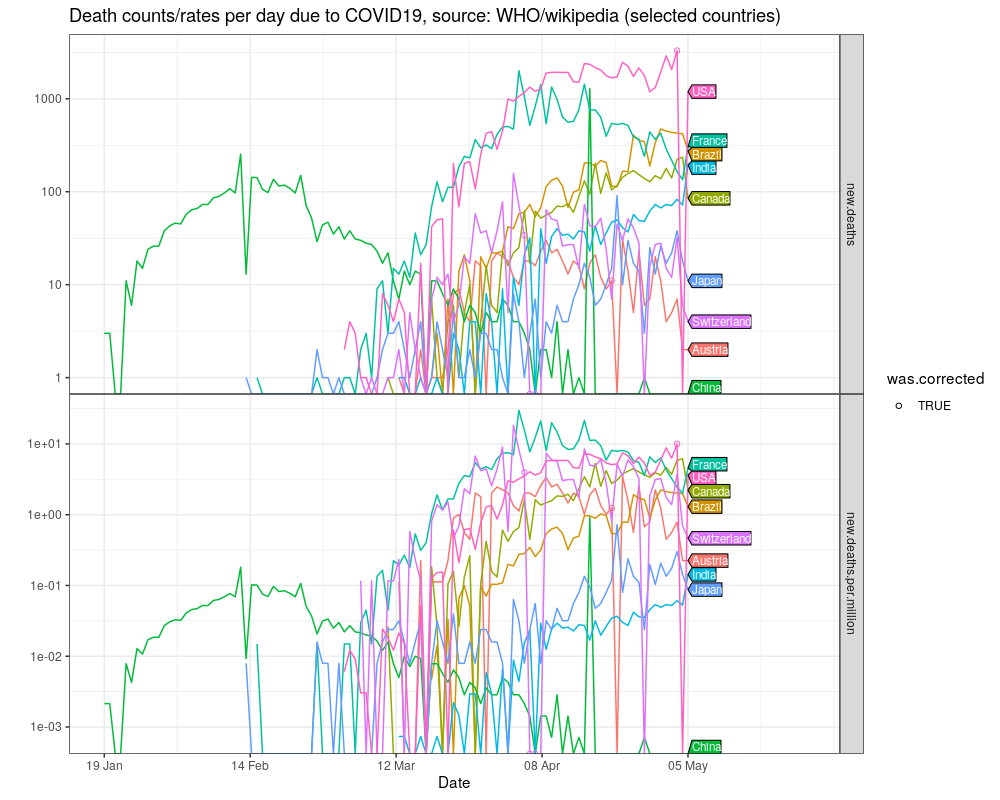 Death counts/rates per day due to COVID19, source: WHO/wikipedia (selected countries)
1000
100
10
1
USA
France
Brazil
India
Canada
Japan
Switzerland
Austria
China
new.deaths
was.corrected
TRUE
1e+01
1e+00
1e-01
1e-02
1e-03
France
USA
Canada
Brazil
Switzerland
Austria
India
Japan
China
new.deaths.per.million
19 Jan
14 Feb
12 Mar
08 Apr
05 May
Date